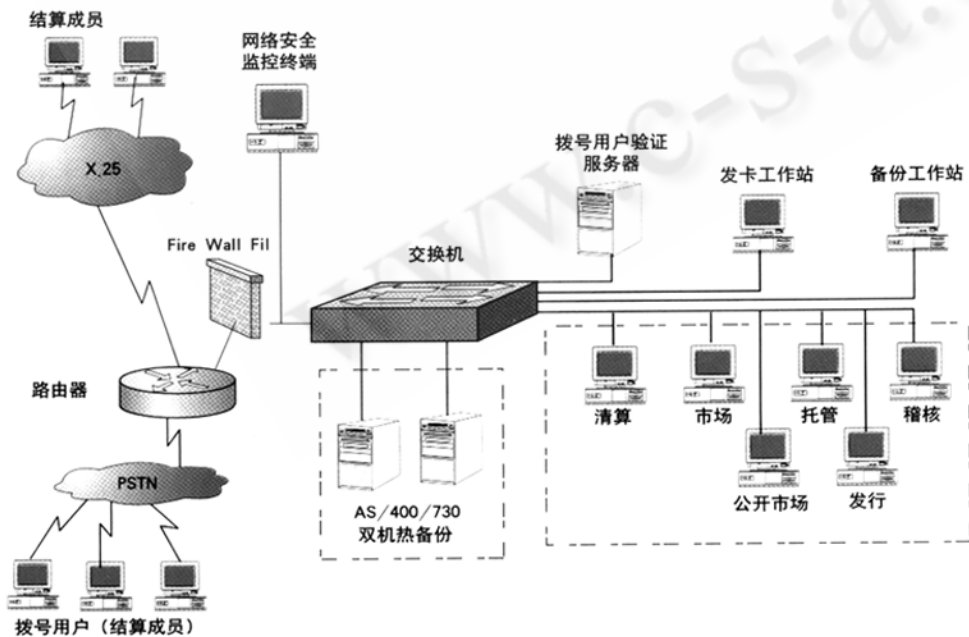 结算成员
网络安全
监控终端
X.25
拨号用户验证
服务器
发卡工作站
备份工作站
Fire Wall Fil
交换机
路由器
清算
市场
托管
稽核
公开市场
发行
PSTN
AS/400/730
双机热备份
拨号用户（结算成员）